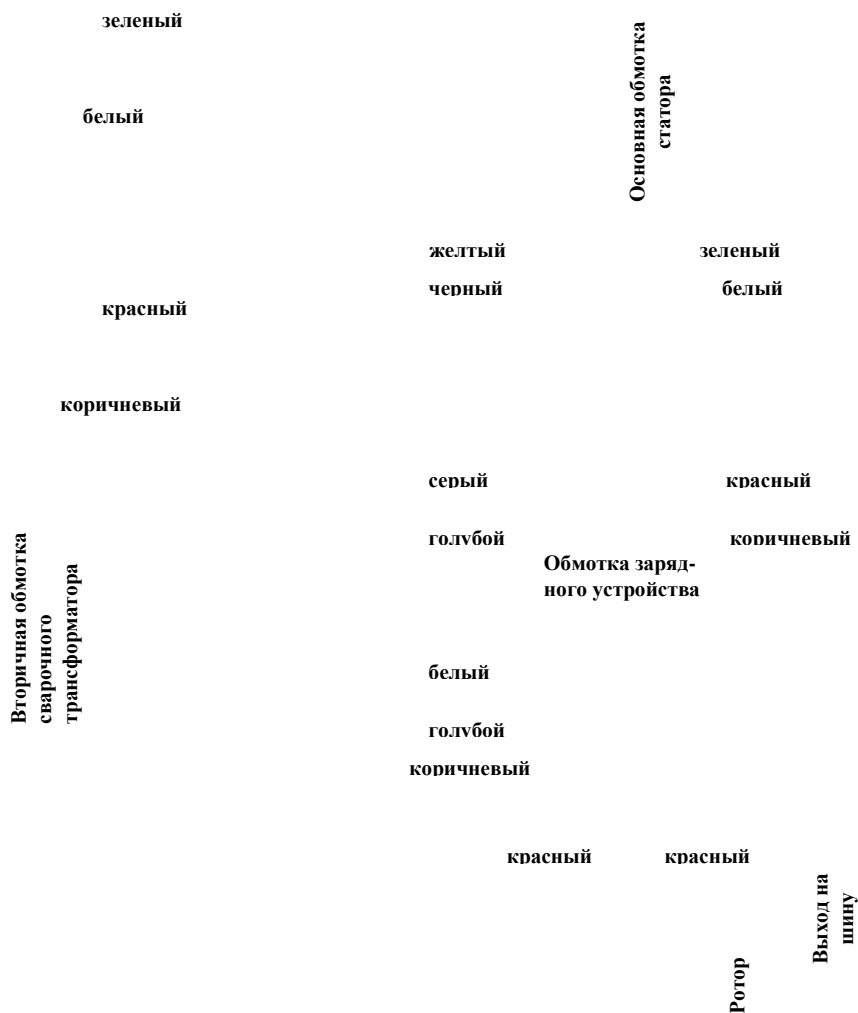 зеленый
белый
Основная обмотка
статора
желтый
зеленый
черный
белый
красный
коричневый
серый
красный
голубой
коричневый
Обмотка заряд-
ного устройства
Вторичная обмотка
сварочного
трансформатора
белый
голубой
коричневый
красный
красный
Выход на
шину
Ротор